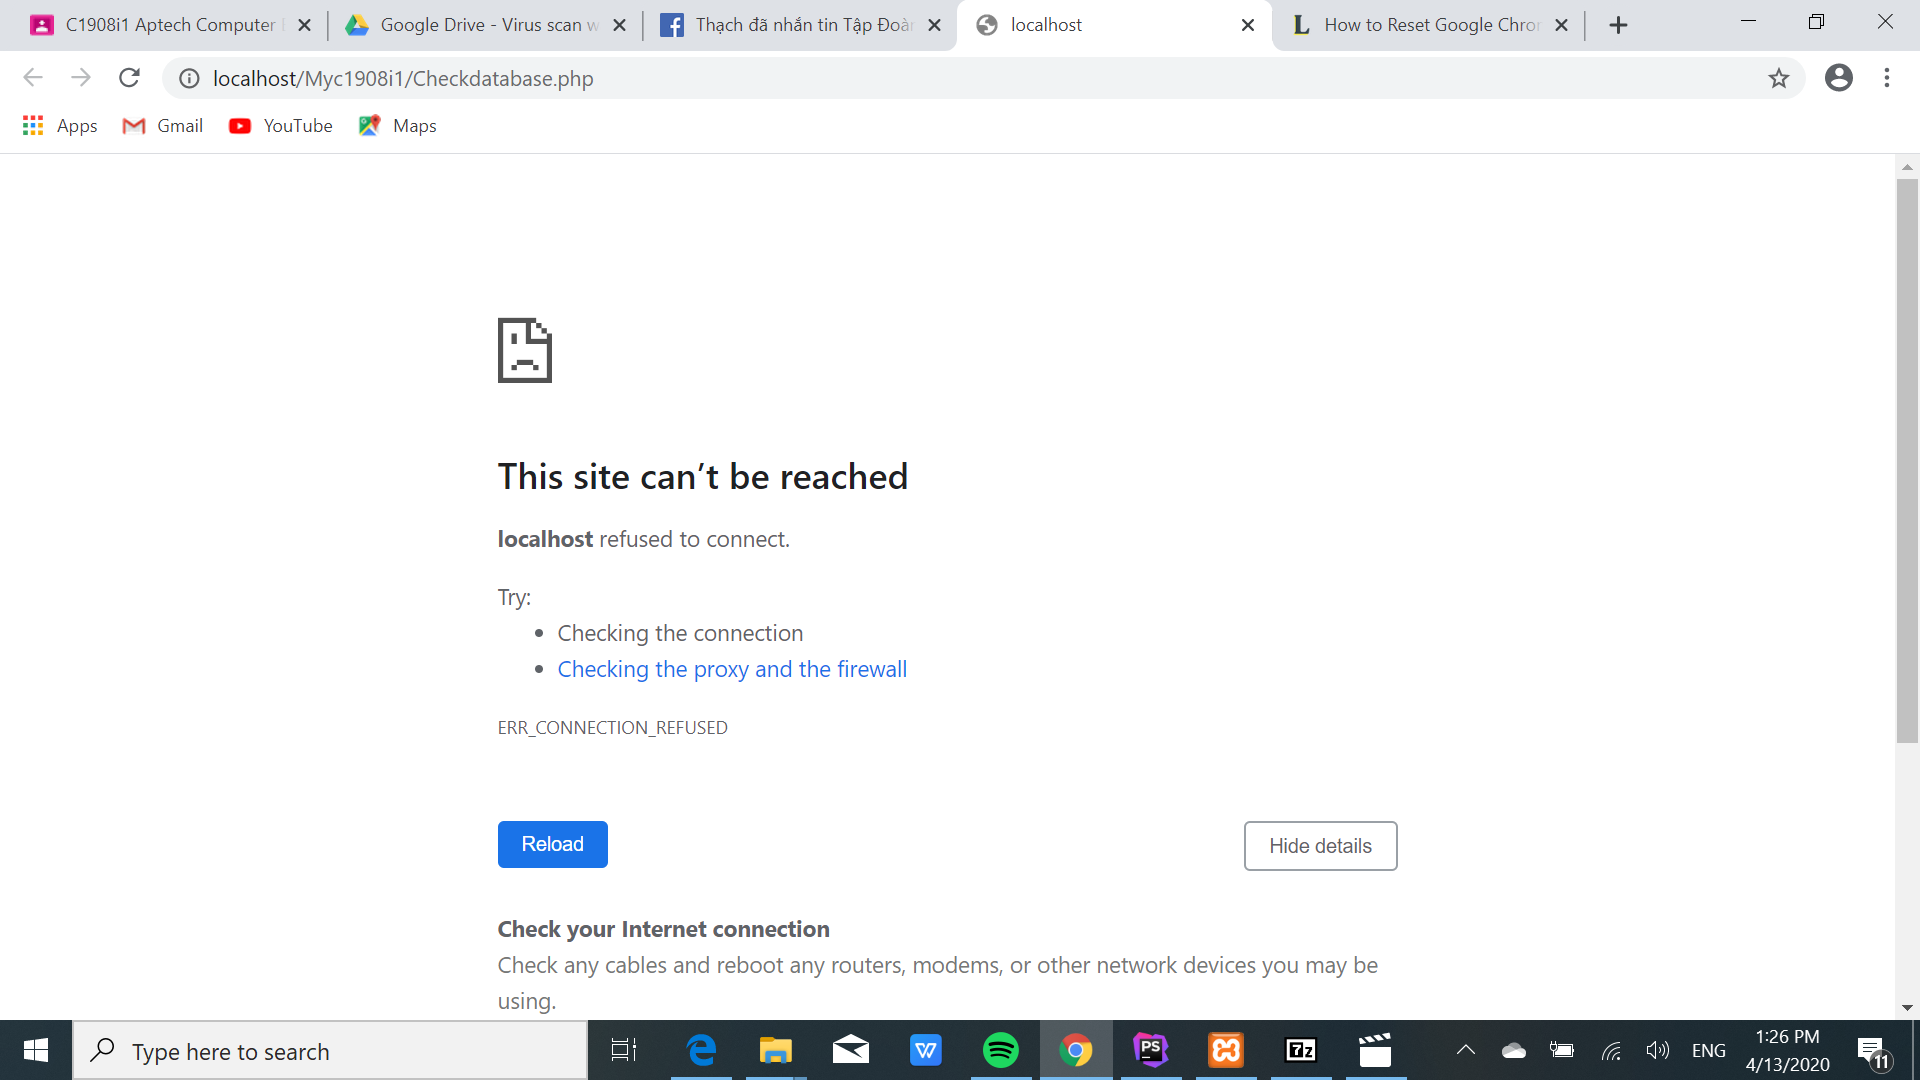 C1908i1 Aptech Computer
Google Drive - Virus scan w
Thạch đã nhắn tin Tập Đoàn
localhost
How to Reset Google Chrom
localhost/Myc1908i1/Checkdatabase.php
Apps
Gmail
YouTube
Maps
This site can’t be reached
localhost refused to connect.
Try:
• Checking the connection
• Checking the proxy and the firewall
ERR_CONNECTION_REFUSED
Reload
Hide details
Check your Internet connection
Check any cables and reboot any routers, modems, or other network devices you may be
using.
Type here to search
W
PS
7z
ENG
1:26 PM
4/13/2020
11